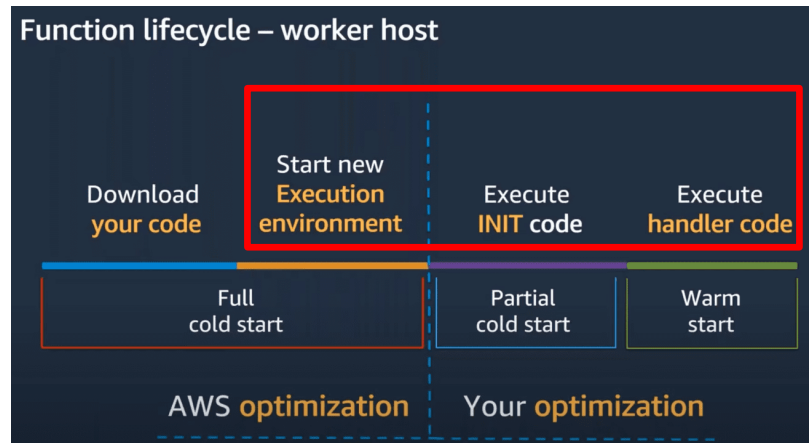 Function lifecycle – worker host
Download
your code
Start new
Execution
environment
Execute
INIT code
Execute
handler code
Full
cold start
Partial
cold start
Warm
start
AWS optimization
Your optimization